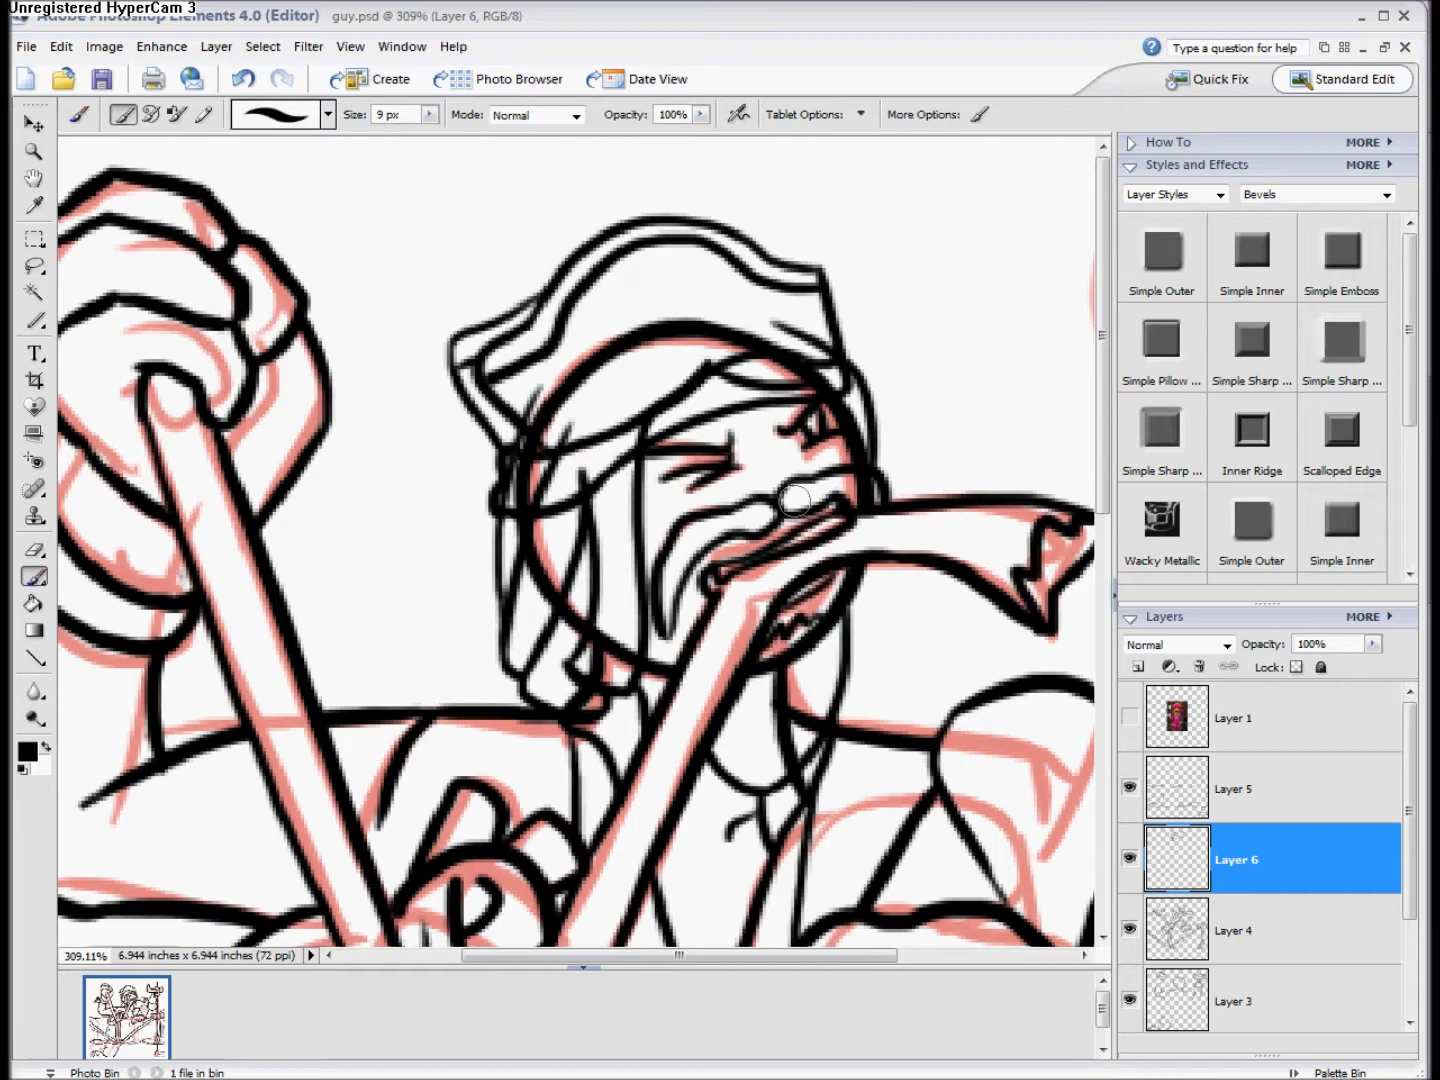 Unregistered HyperCam 3
Adobe Photoshop Elements 4.0 (Editor) guy.psd @ 309% (Layer 6, RGB/8)
File Edit Image Enhance Layer Select Filter View Window Help
Type a question for help
Create Photo Browser Date View Quick Fix Standard Edit
Size: 9 px Mode: Normal Opacity: 100% Tablet Options: More Options:
How To MORE
Styles and Effects MORE
Layer Styles Bevels
Simple Outer Simple Inner Simple Emboss
Simple Pillow ... Simple Sharp ... Simple Sharp ...
Simple Sharp ... Inner Ridge Scalloped Edge
Wacky Metallic Simple Outer Simple Inner
Layers MORE
Normal Opacity: 100%
Lock:
Layer 1
Layer 5
Layer 6
Layer 4
Layer 3
309.11% 6.944 inches x 6.944 inches (72 ppi)
Photo Bin 1 file in bin Palette Bin